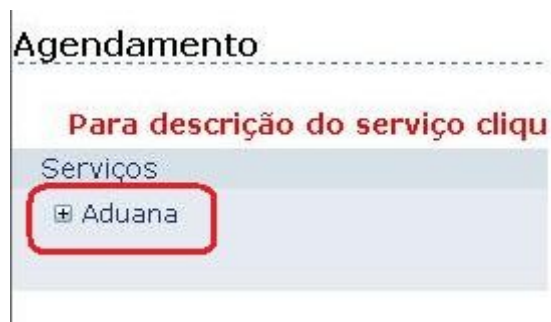 Agendamento
Para descrição do serviço cliqu
Serviços
Aduana